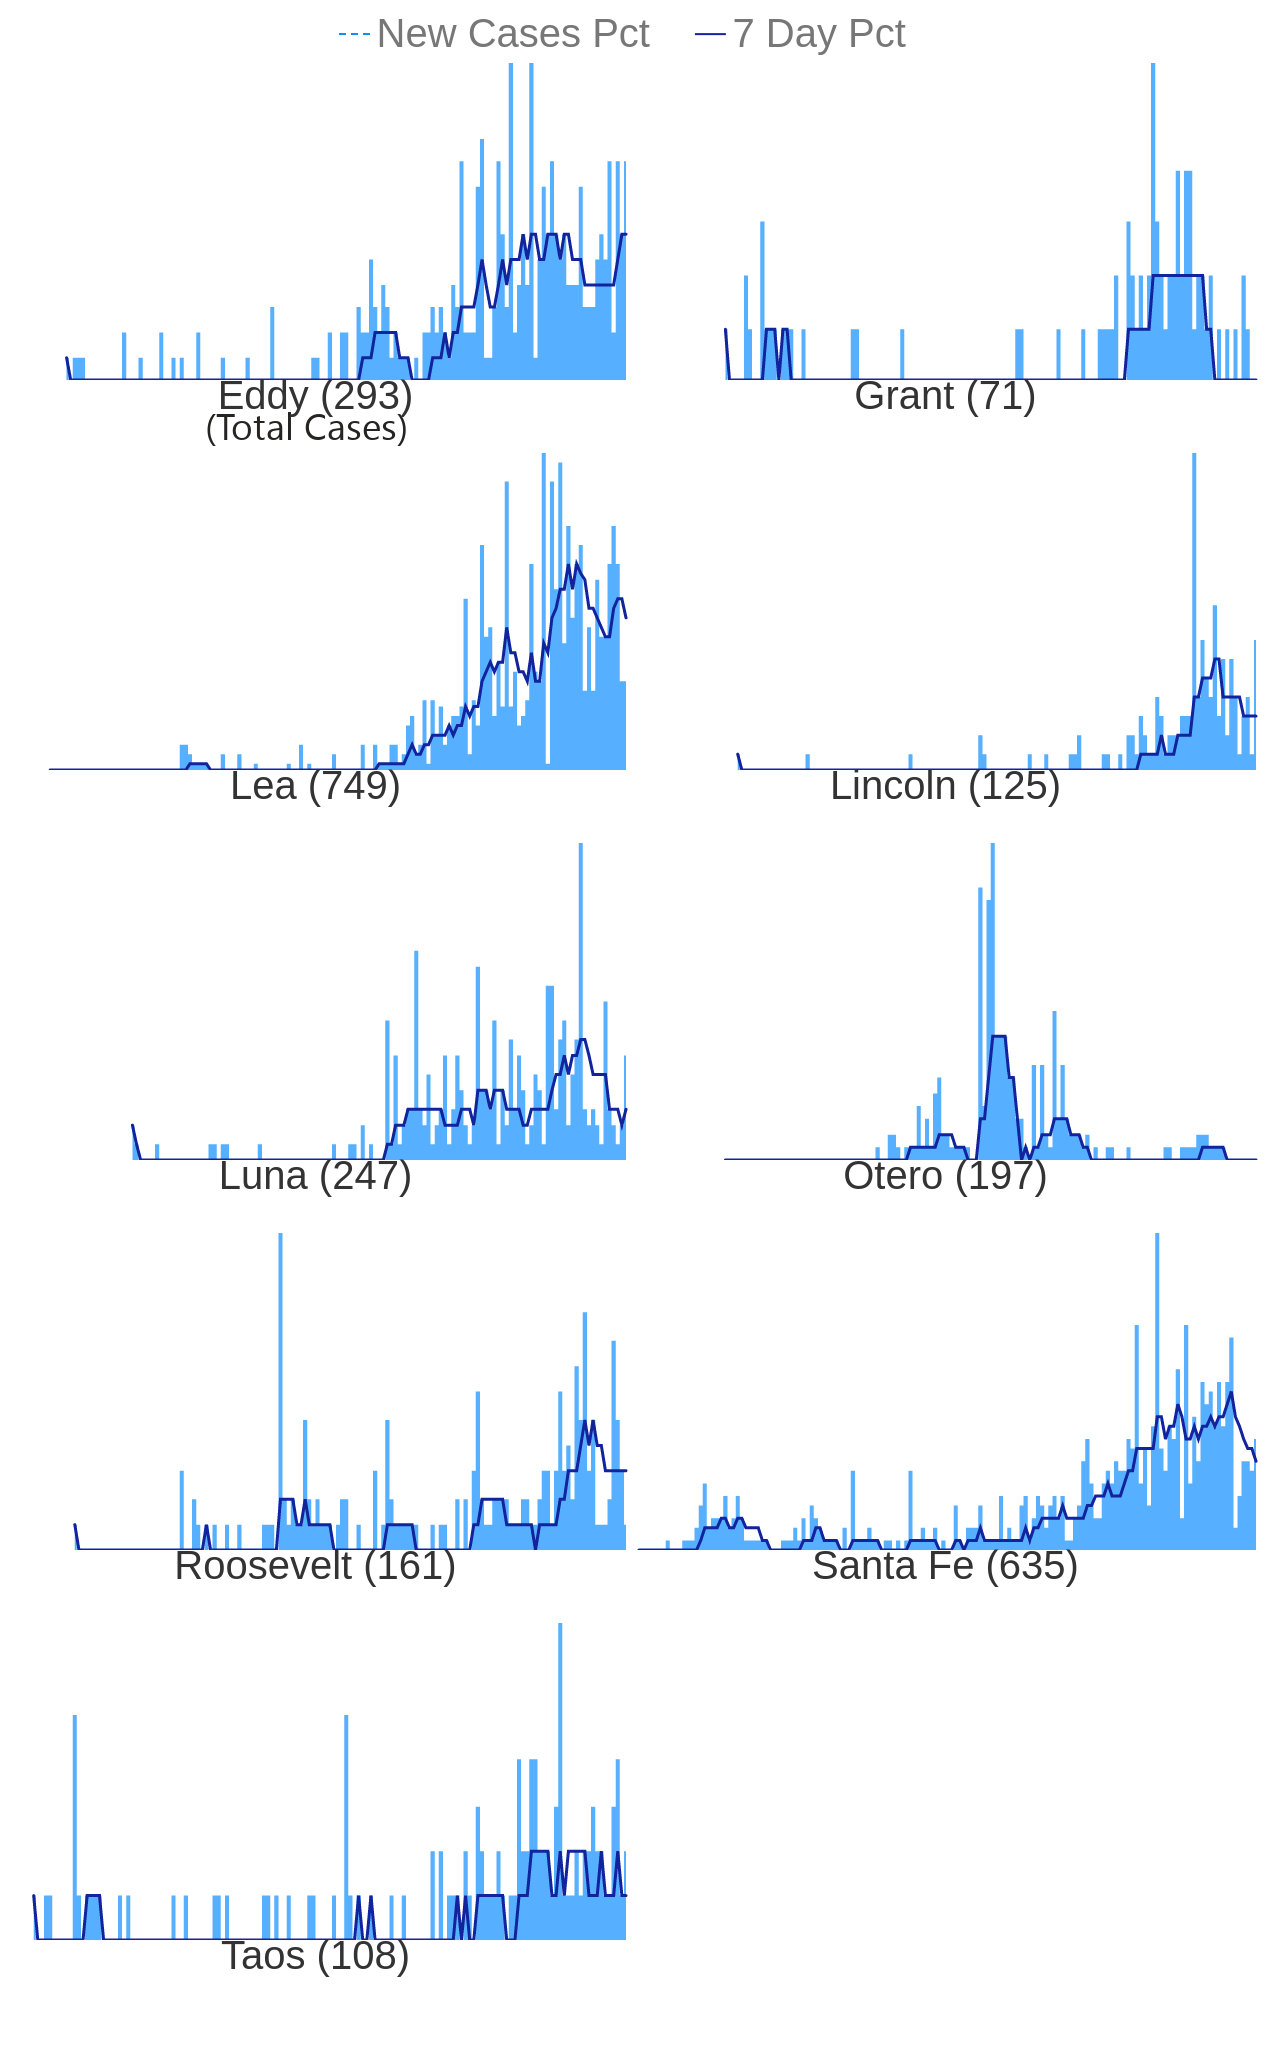 New Cases Pct 7 Day Pct
Eddy (293) Grant (71)
(Total Cases)
Lea (749) Lincoln (125)
Luna (247) Otero (197)
Roosevelt (161) Santa Fe (635)
Taos (108)